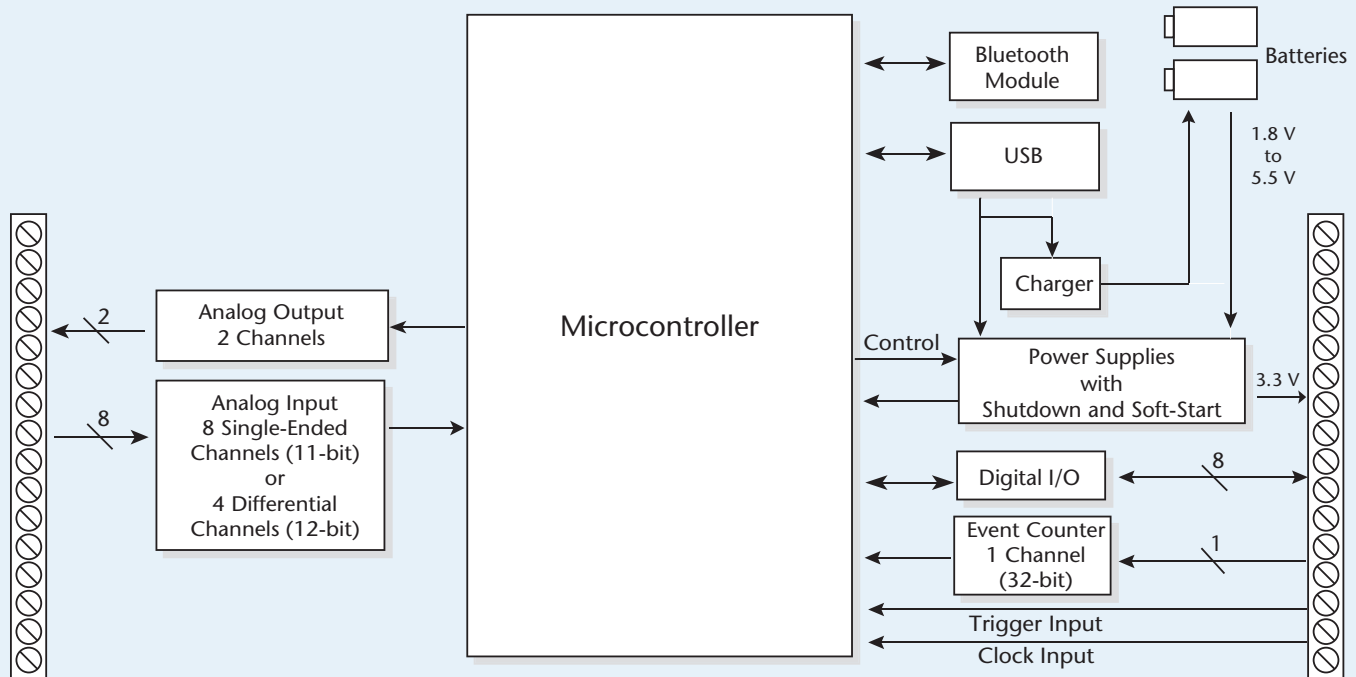 2
Analog Output
2 Channels
8
Analog Input
8 Single-Ended
Channels (11-bit)
or
4 Differential
Channels (12-bit)
Microcontroller
Bluetooth
Module
USB
Batteries
1.8 V
to
5.5 V
Charger
Control
Power Supplies
with
Shutdown and Soft-Start
3.3 V
Digital I/O
8
Event Counter
1 Channel
(32-bit)
1
Trigger Input
Clock Input